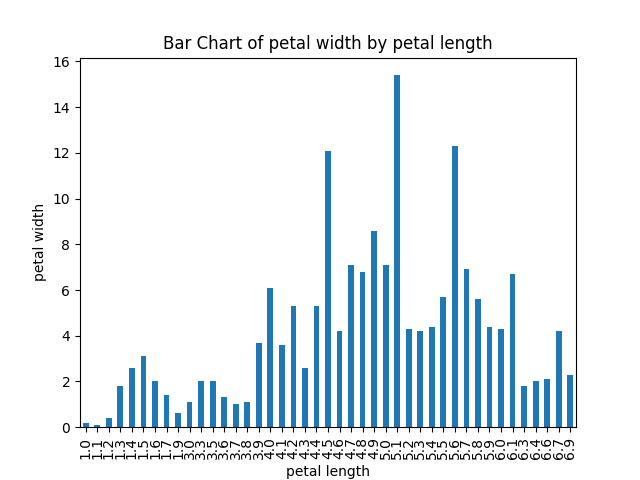 Bar Chart of petal width by petal length
16
14
12
10
8
6
4
2
0
petal width
1.0 1.1 1.2 1.3 1.4 1.5 1.6 1.7 1.9 3.0 3.3 3.5 3.6 3.7 3.8 3.9 4.0 4.1 4.2 4.3 4.4 4.5 4.6 4.7 4.8 4.9 5.0 5.1 5.2 5.3 5.4 5.5 5.6 5.7 5.8 5.9 6.0 6.1 6.3 6.4 6.6 6.7 6.9
petal length